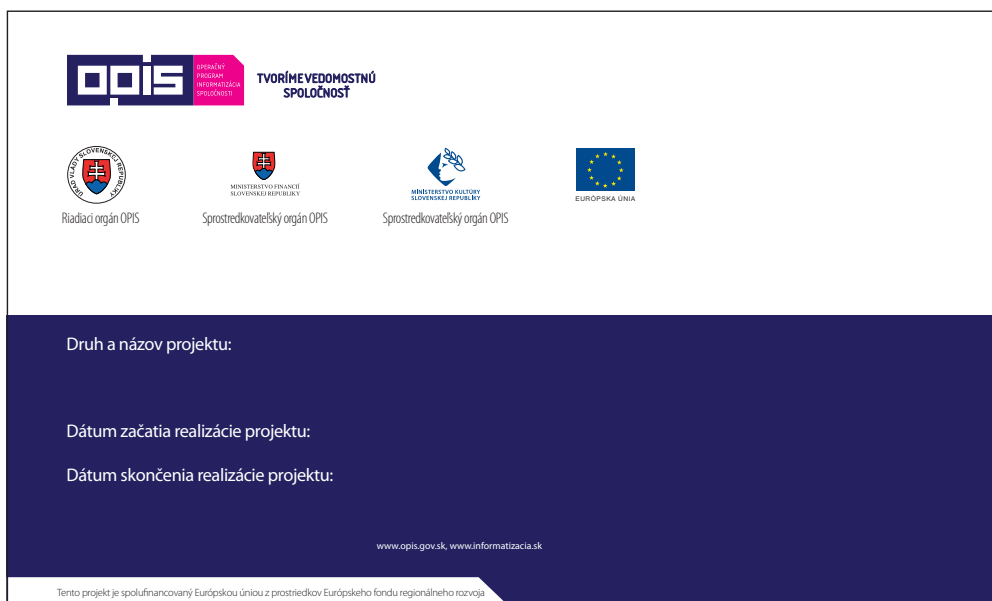 opis
OPERAČNÝ
PROGRAM
INFORMATIZÁCIA
SPOLOČNOSTI
TVORÍME VEDOMOSTNÚ
SPOLOČNOSŤ
ÚRAD VLÁDY SLOVENSKEJ REPUBLIKY
MINISTERSTVO FINANCIÍ
SLOVENSKEJ REPUBLIKY
MINISTERSTVO KULTÚRY
SLOVENSKEJ REPUBLIKY
EURÓPSKA ÚNIA
Riadiaci orgán OPIS
Sprostredkovateľský orgán OPIS
Sprostredkovateľský orgán OPIS
Druh a názov projektu:
Dátum začatia realizácie projektu:
Dátum skončenia realizácie projektu:
www.opis.gov.sk, www.informatizacia.sk
Tento projekt je spolufinancovaný Európskou úniou z prostriedkov Európskeho fondu regionálneho rozvoja